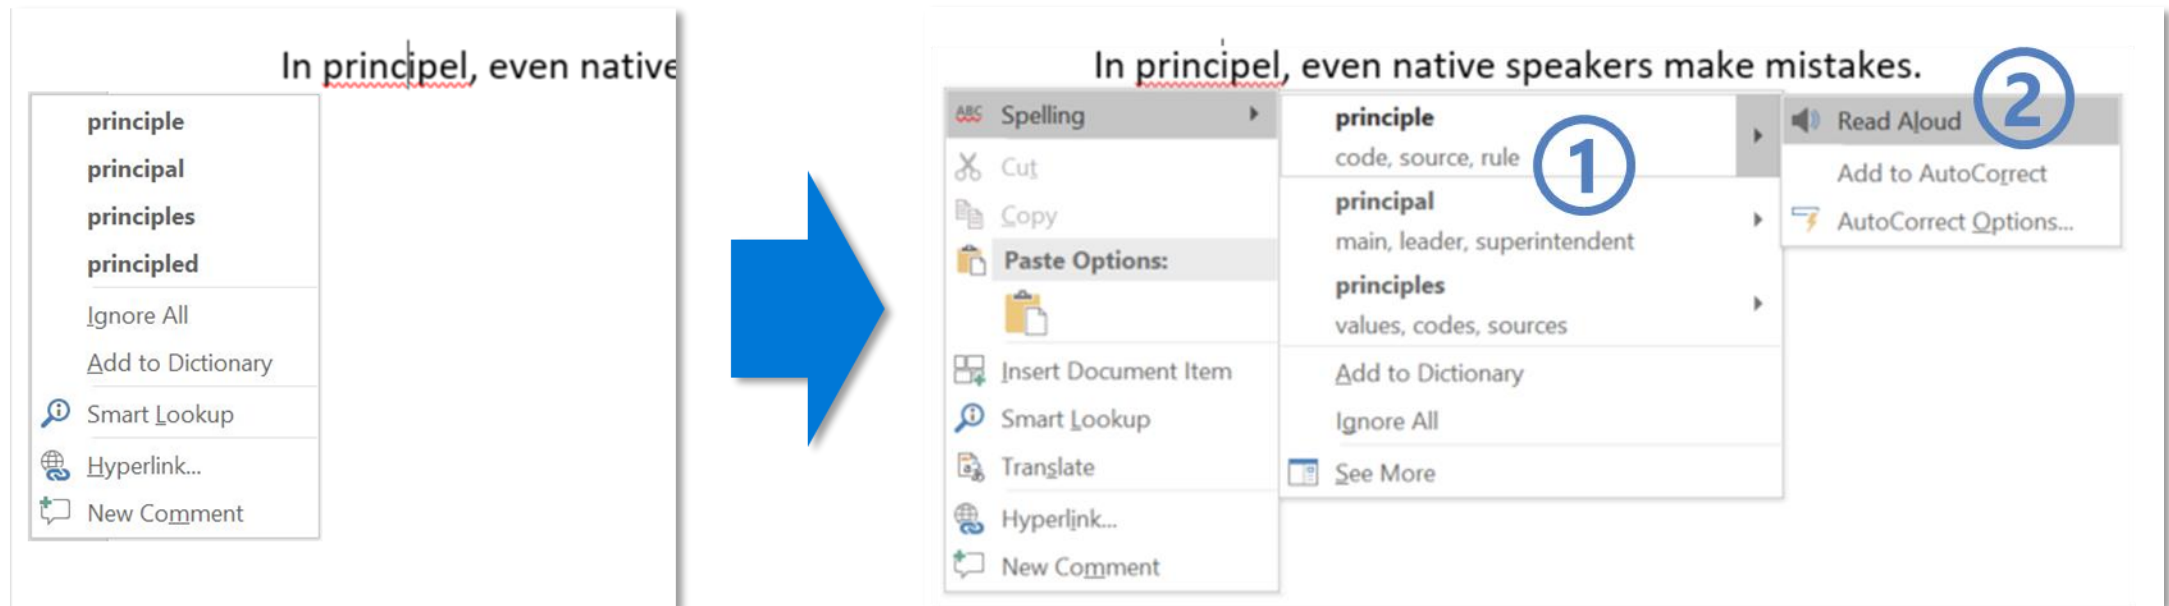 In principel, even native
principle
principal
principles
principled
Ignore All
Add to Dictionary
Smart Lookup
Hyperlink...
New Comment
In principel, even native speakers make mistakes.
ABC Spelling
Cut
Copy
Paste Options:
Insert Document Item
Smart Lookup
Translate
Hyperlink...
New Comment
principle
code, source, rule
1
principal
main, leader, superintendent
principles
values, codes, sources
Add to Dictionary
Ignore All
See More
2
Read Aloud
Add to AutoCorrect
AutoCorrect Options...